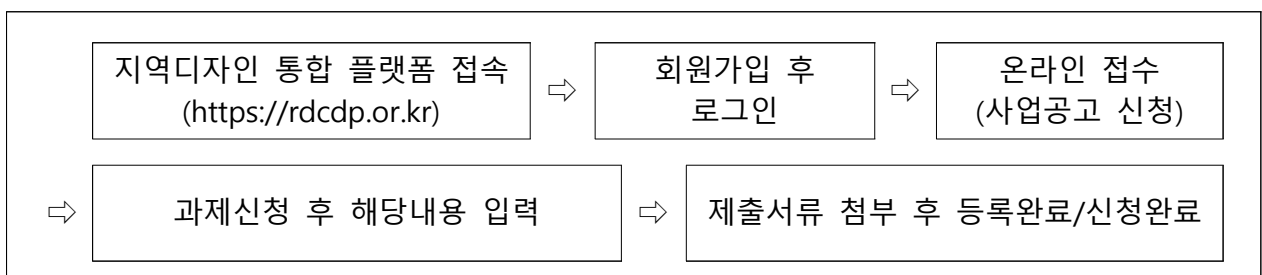 지역디자인 통합 플랫폼 접속
(https://rdcdp.or.kr)
⇨
회원가입 후
로그인
⇨
온라인 접수
(사업공고 신청)
⇨
과제신청 후 해당내용 입력
⇨
제출서류 첨부 후 등록완료/신청완료